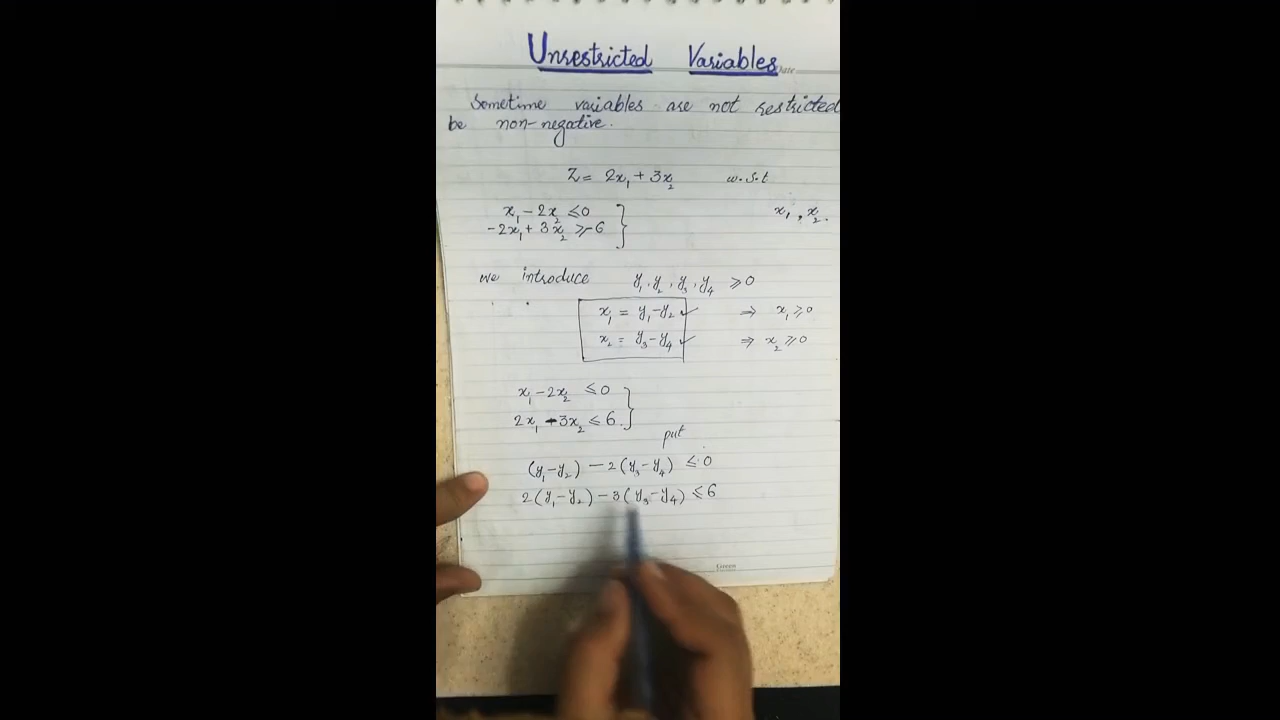 Unrestricted Variables
Date
Sometime variables are not restricted
be non-negative.
Z = 2x₁ + 3x₂ w.s.t
x₁ - 2x₂ ≤ 0
x₁, x₂.
-2x₁ + 3x₂ ≥ -6
we introduce y₁, y₂, y₃, y₄ ≥ 0
x₁ = y₁ - y₂ ✓ ⇒ x₁ ≥ 0
x₂ = y₃ - y₄ ✓ ⇒ x₂ ≥ 0
x₁ - 2x₂ ≤ 0
2x₁ - 3x₂ ≤ 6.
put
(y₁ - y₂) - 2(y₃ - y₄) ≤ 0
2(y₁ - y₂) - 3(y₃ - y₄) ≤ 6
Green